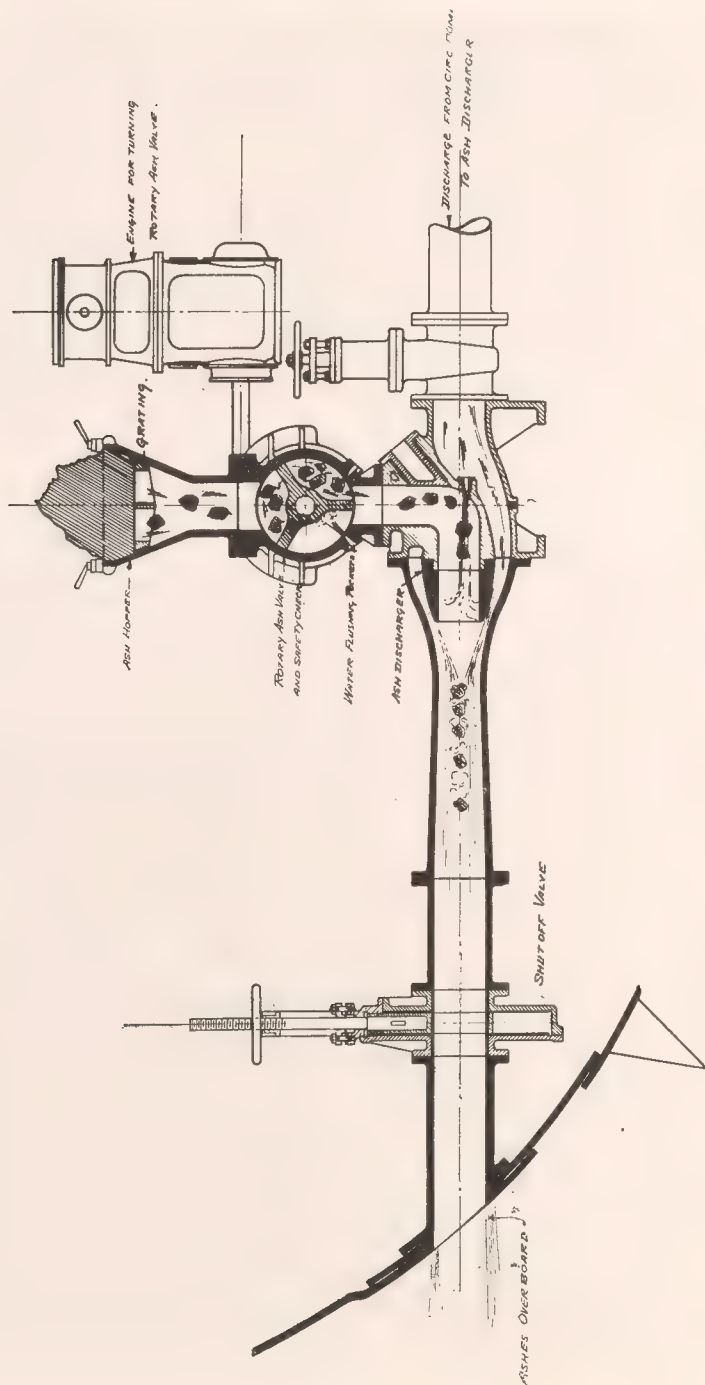 DISCHARGE FROM CIRC POM.
TO ASH DISCHARGER
ENGINE FOR TURNING
ROTARY ASH VALVE.
GRATING.
ASH HOPPER
ROTARY ASH VALVE
AND SAFETY CHECK
WATER FLUSHING
ASH DISCHARGER
SHUT OFF VALVE
ASHES OVERBOARD